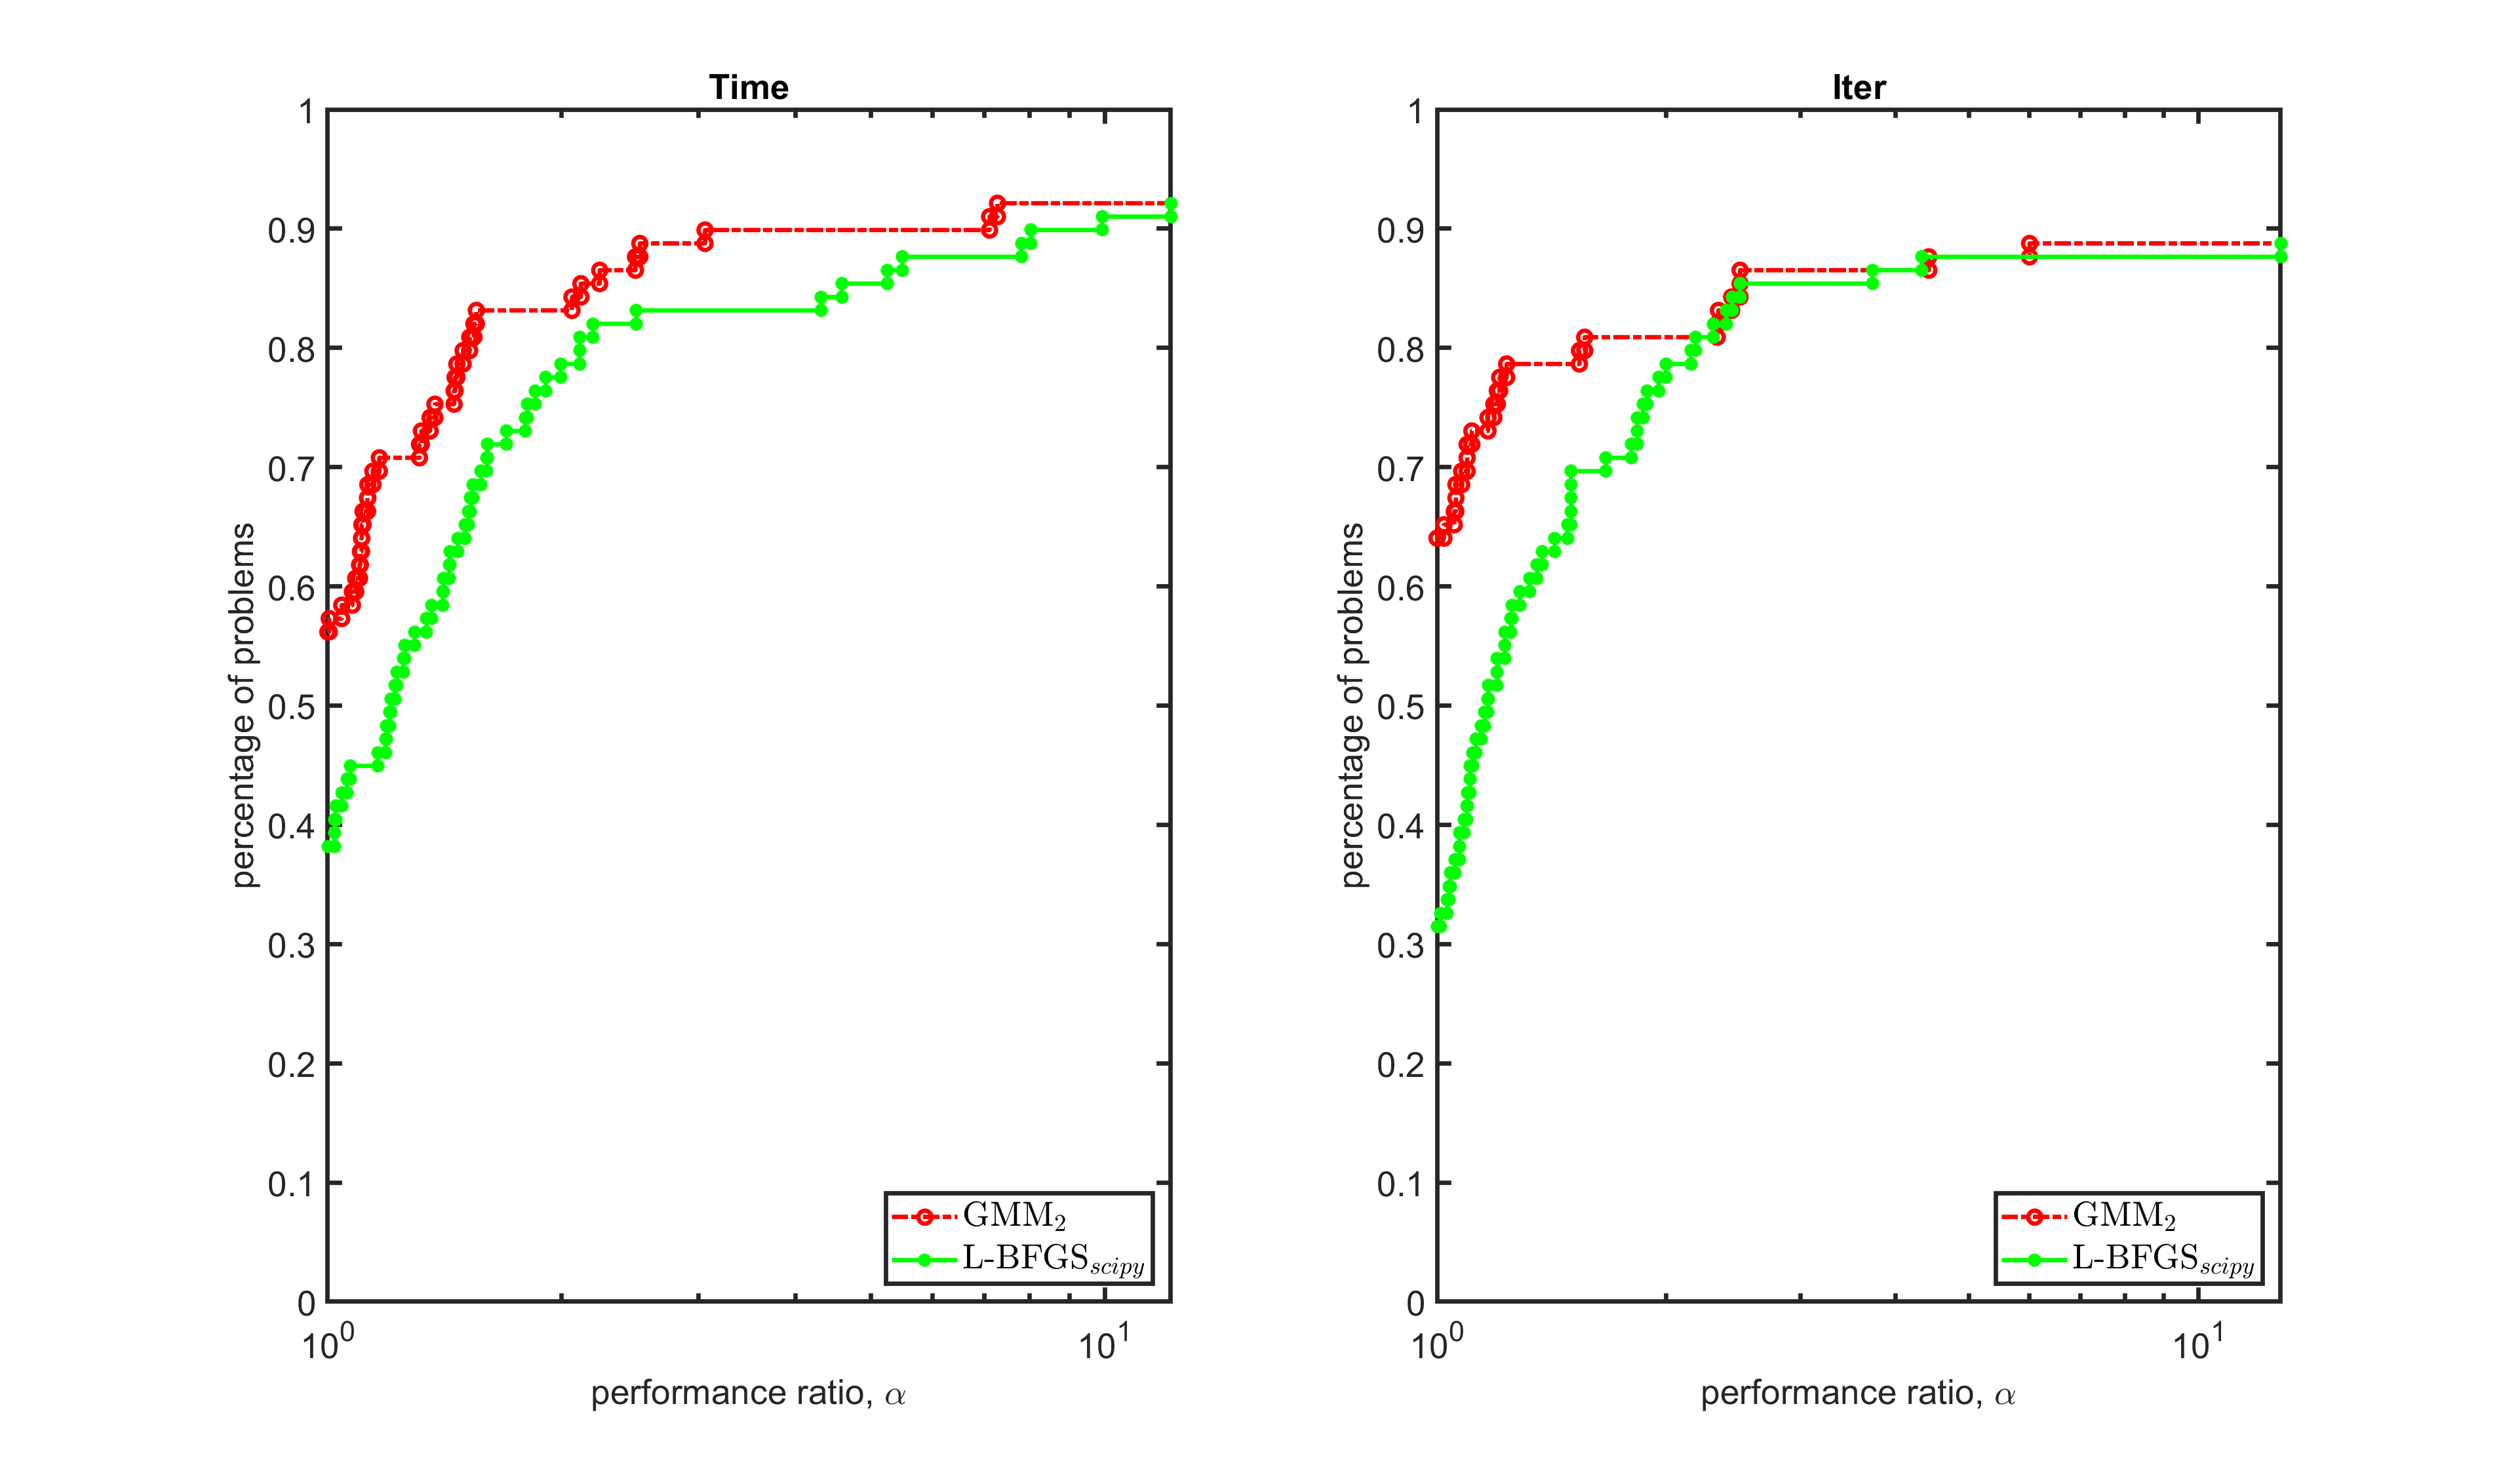 Time
1
0.9
0.8
0.7
0.6
0.5
0.4
0.3
0.2
0.1
0
percentage of problems
10^0
10^1
performance ratio, α
GMM_2
L-BFGS_scipy
Iter
1
0.9
0.8
0.7
0.6
0.5
0.4
0.3
0.2
0.1
0
percentage of problems
10^0
10^1
performance ratio, α
GMM_2
L-BFGS_scipy